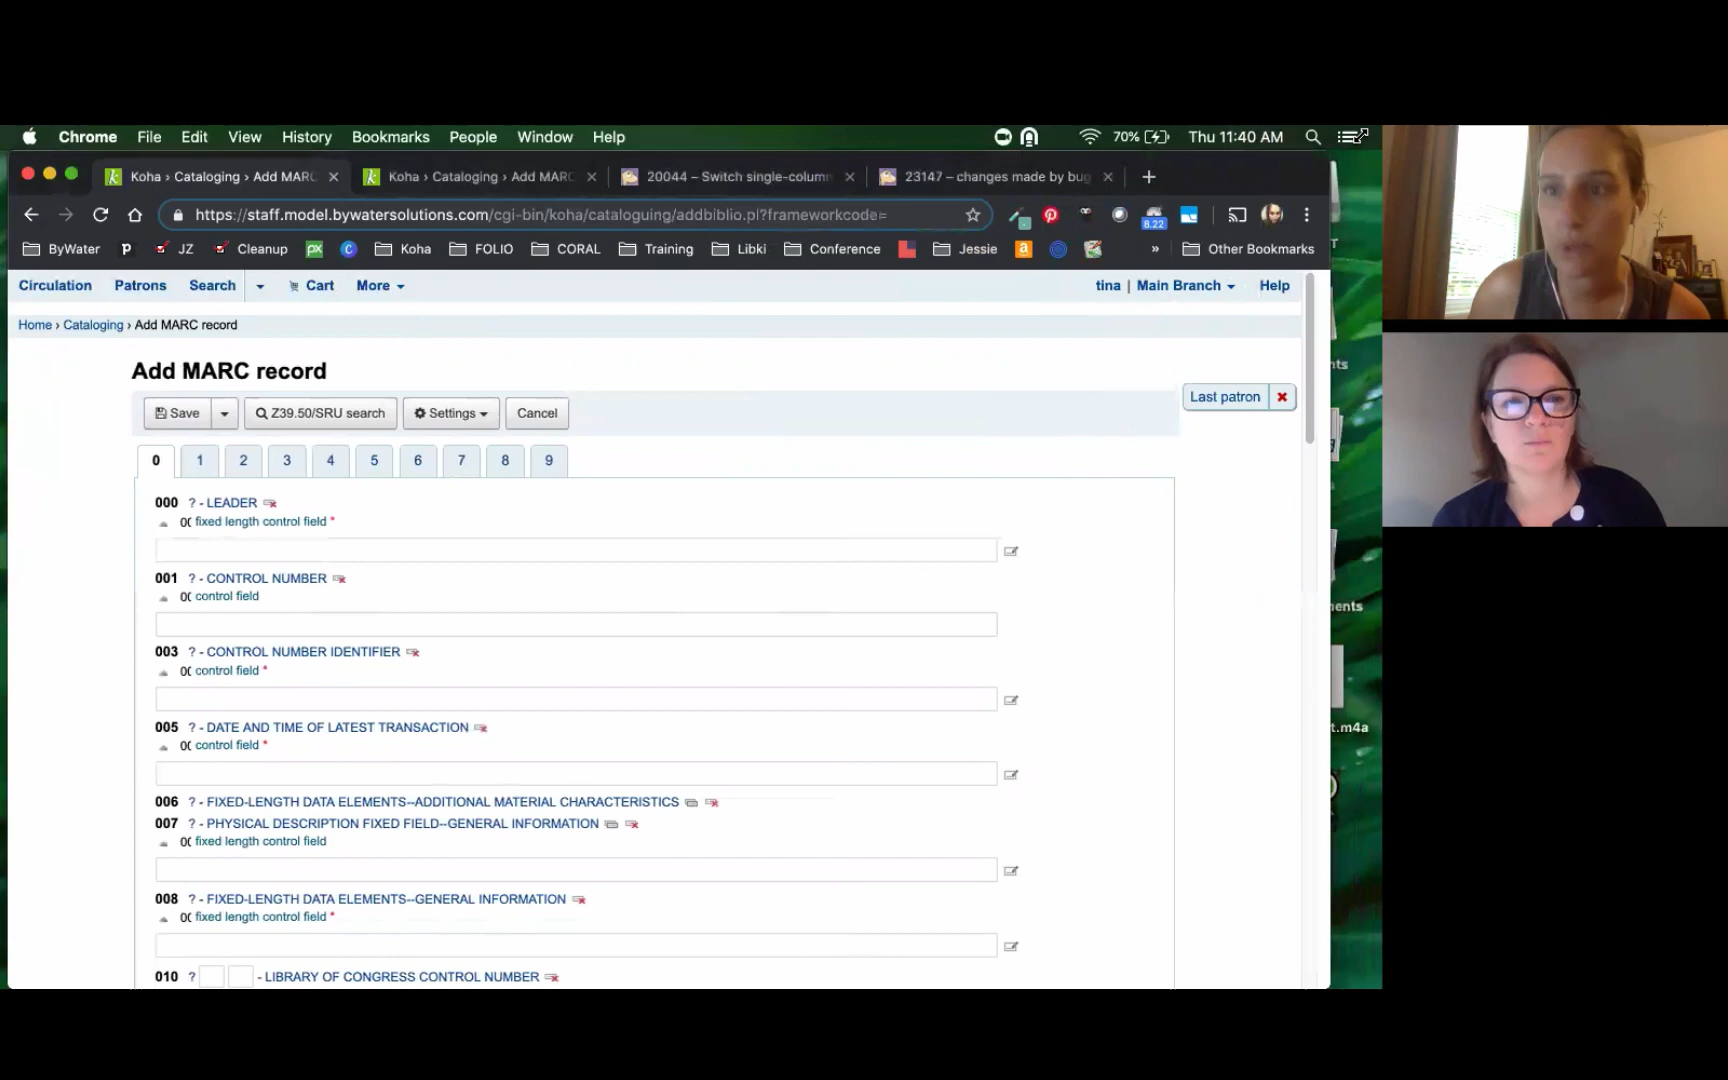 Chrome File Edit View History Bookmarks People Window Help 70% Thu 11:40 AM
Koha › Cataloging › Add MARC Koha › Cataloging › Add MARC 20044 – Switch single-column 23147 – changes made by bug
https://staff.model.bywatersolutions.com/cgi-bin/koha/cataloguing/addbiblio.pl?frameworkcode= 6.22
ByWater P JZ Cleanup px C Koha FOLIO CORAL Training Libki Conference Jessie a » Other Bookmarks
Circulation Patrons Search Cart More tina | Main Branch Help
Home › Cataloging › Add MARC record
Add MARC record
Last patron
Save Z39.50/SRU search Settings Cancel
0 1 2 3 4 5 6 7 8 9
000 ? - LEADER
00 fixed length control field *
001 ? - CONTROL NUMBER
00 control field
003 ? - CONTROL NUMBER IDENTIFIER
00 control field *
005 ? - DATE AND TIME OF LATEST TRANSACTION
00 control field *
006 ? - FIXED-LENGTH DATA ELEMENTS--ADDITIONAL MATERIAL CHARACTERISTICS
007 ? - PHYSICAL DESCRIPTION FIXED FIELD--GENERAL INFORMATION
00 fixed length control field
008 ? - FIXED-LENGTH DATA ELEMENTS--GENERAL INFORMATION
00 fixed length control field *
010 ? - LIBRARY OF CONGRESS CONTROL NUMBER
nts
ents
t.m4a